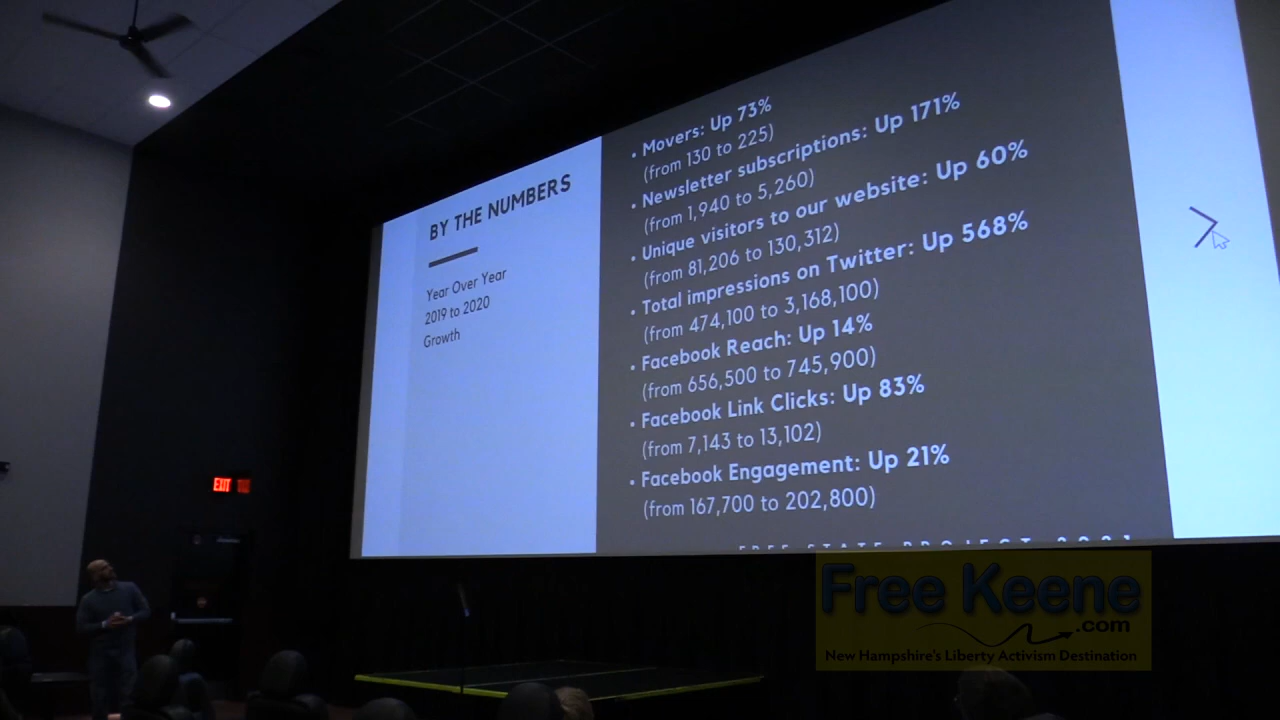 BY THE NUMBERS
Year Over Year
2019 to 2020
Growth
• Movers: Up 73%
(from 130 to 225)
• Newsletter subscriptions: Up 171%
(from 1,940 to 5,260)
• Unique visitors to our website: Up 60%
(from 81,206 to 130,312)
• Total impressions on Twitter: Up 568%
(from 474,100 to 3,168,100)
• Facebook Reach: Up 14%
(from 656,500 to 745,900)
• Facebook Link Clicks: Up 83%
(from 7,143 to 13,102)
• Facebook Engagement: Up 21%
(from 167,700 to 202,800)
FREE STATE PROJECT 2021
EXIT
Free Keene
.com
New Hampshire's Liberty Activism Destination